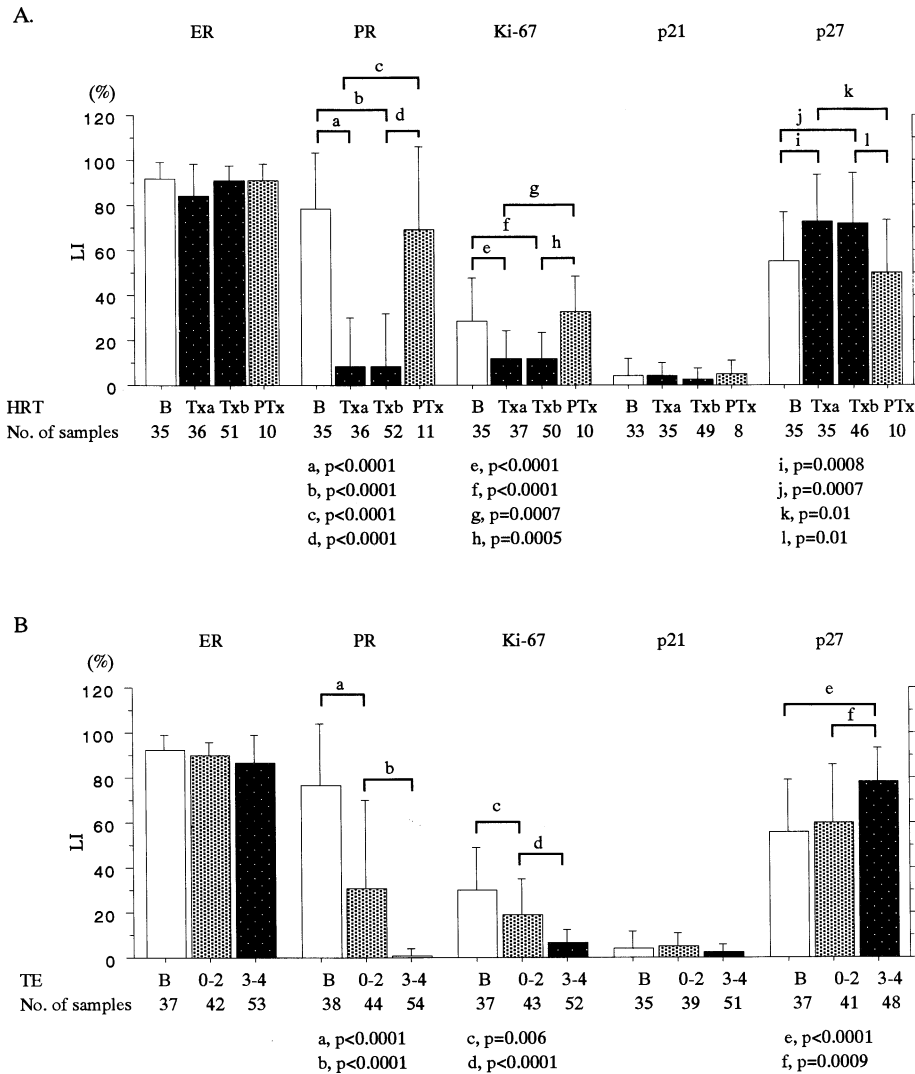 A.
ER PR Ki-67 p21 p27
(%)
c k
b j
a d i l
g
f
e h
120
100
80
60
40
20
0
LI
HRT B Txa Txb PTx B Txa Txb PTx B Txa Txb PTx B Txa Txb PTx B Txa Txb PTx
No. of samples 35 36 51 10 35 36 52 11 35 37 50 10 33 35 49 8 35 35 46 10
a, p<0.0001 e, p<0.0001 i, p=0.0008
b, p<0.0001 f, p<0.0001 j, p=0.0007
c, p<0.0001 g, p=0.0007 k, p=0.01
d, p<0.0001 h, p=0.0005 l, p=0.01
B
ER PR Ki-67 p21 p27
(%)
a e
f
b
c
d
120
100
80
60
40
20
0
LI
TE B 0-2 3-4 B 0-2 3-4 B 0-2 3-4 B 0-2 3-4 B 0-2 3-4
No. of samples 37 42 53 38 44 54 37 43 52 35 39 51 37 41 48
a, p<0.0001 c, p=0.006 e, p<0.0001
b, p<0.0001 d, p<0.0001 f, p=0.0009